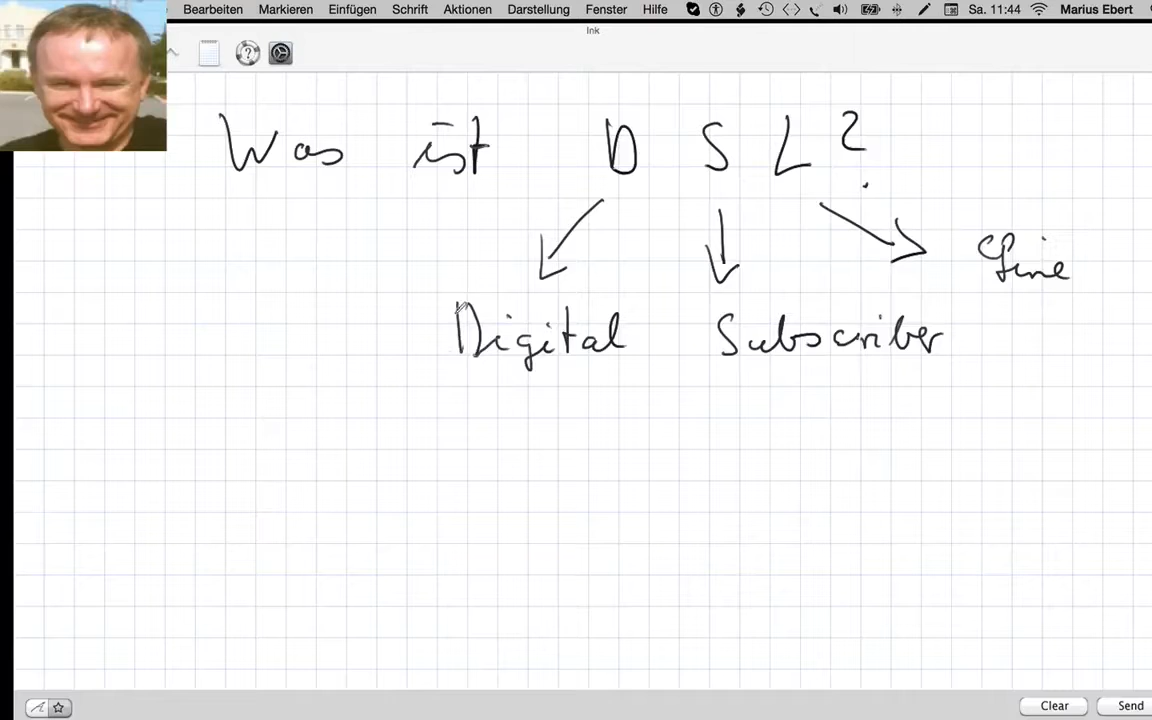 Bearbeiten Markieren Einfügen Schrift Aktionen Darstellung Fenster Hilfe Sa. 11:44 Marius Ebert
Ink
Was ist D S L?
Line
Digital Subscriber
Clear Send